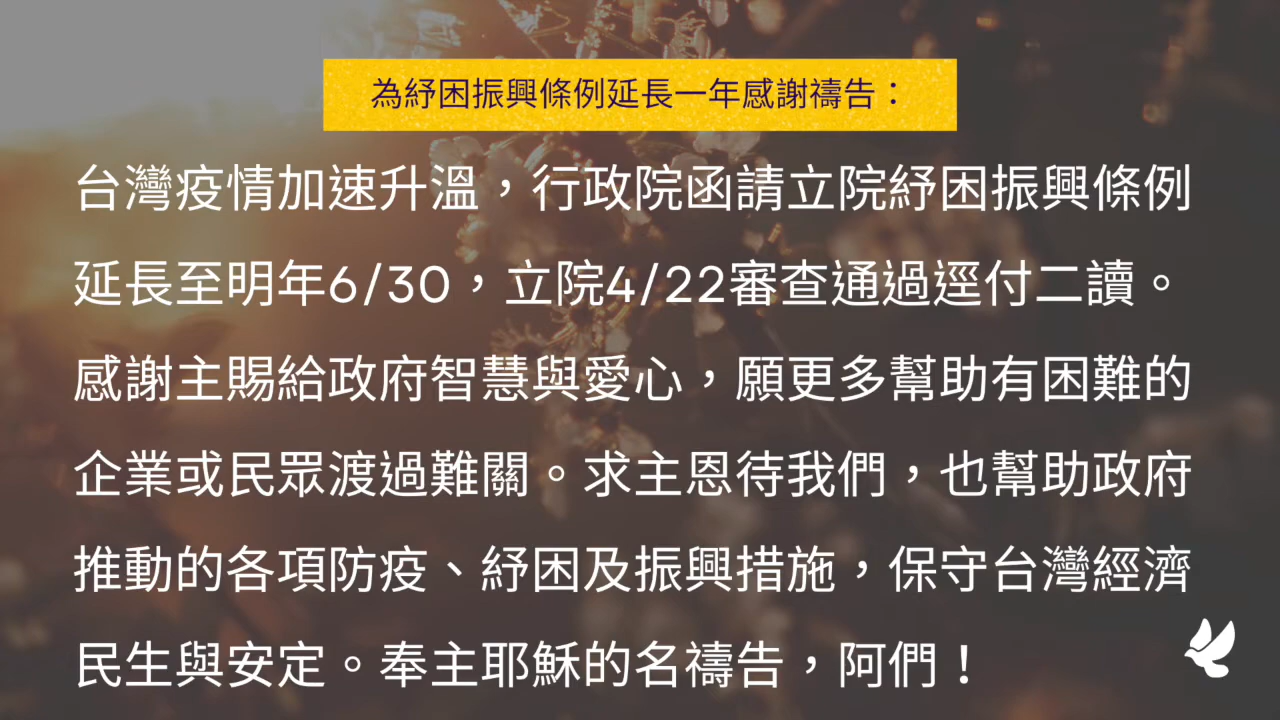 為紓困振興條例延長一年感謝禱告：
台灣疫情加速升溫，行政院函請立院紓困振興條例
延長至明年6/30，立院4/22審查通過逕付二讀。
感謝主賜給政府智慧與愛心，願更多幫助有困難的
企業或民眾渡過難關。求主恩待我們，也幫助政府
推動的各項防疫、紓困及振興措施，保守台灣經濟
民生與安定。奉主耶穌的名禱告，阿們！